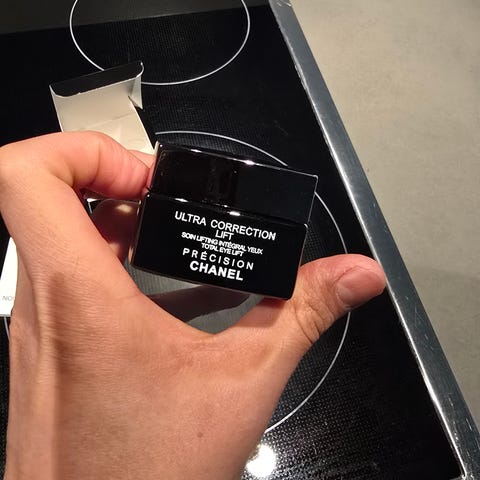 ULTRA CORRECTION
LIFT
SOIN LIFTING INTÉGRAL YEUX
TOTAL EYE LIFT
PRÉCISION
CHANEL